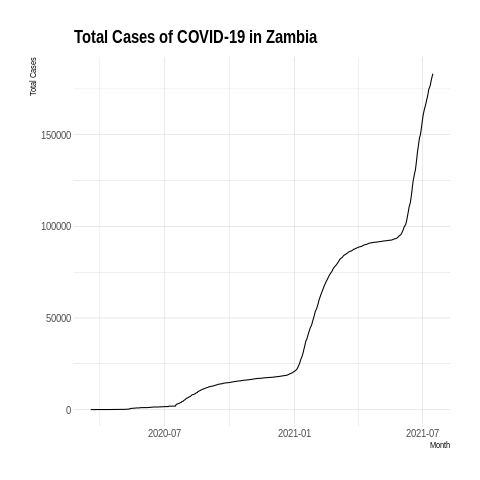 Total Cases of COVID-19 in Zambia
Total Cases
150000
100000
50000
0
2020-07 2021-01 2021-07
Month